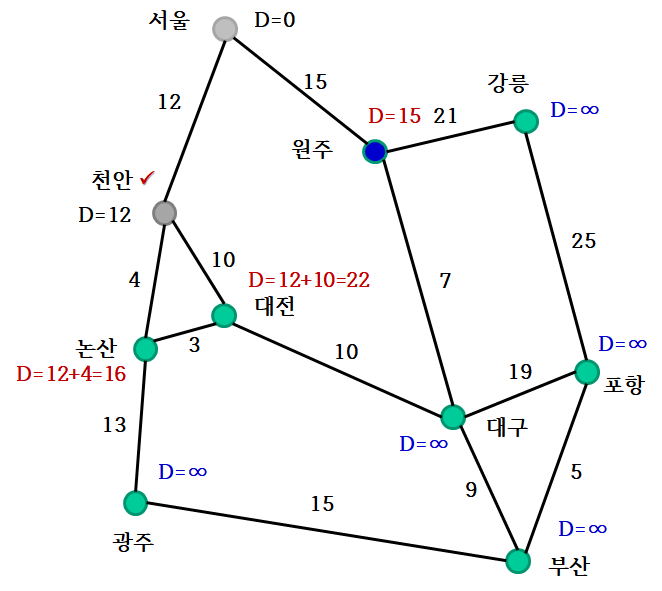 서울 D=0
12
15
강릉
D=∞
D=15 21
원주
천안 ✓
D=12
10
25
4
D=12+10=22
7
대전
논산
3
10
D=12+4=16
D=∞
19
포항
13
대구
D=∞
D=∞
5
9
15
D=∞
광주
부산